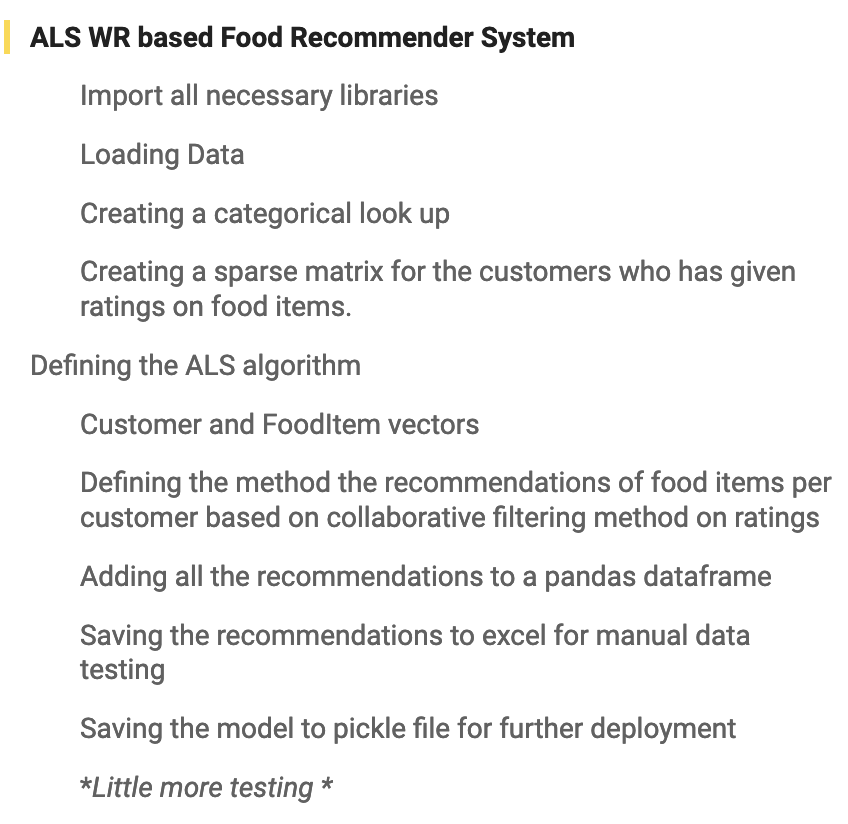 ALS WR based Food Recommender System
Import all necessary libraries
Loading Data
Creating a categorical look up
Creating a sparse matrix for the customers who has given
ratings on food items.
Defining the ALS algorithm
Customer and FoodItem vectors
Defining the method the recommendations of food items per
customer based on collaborative filtering method on ratings
Adding all the recommendations to a pandas dataframe
Saving the recommendations to excel for manual data
testing
Saving the model to pickle file for further deployment
*Little more testing *